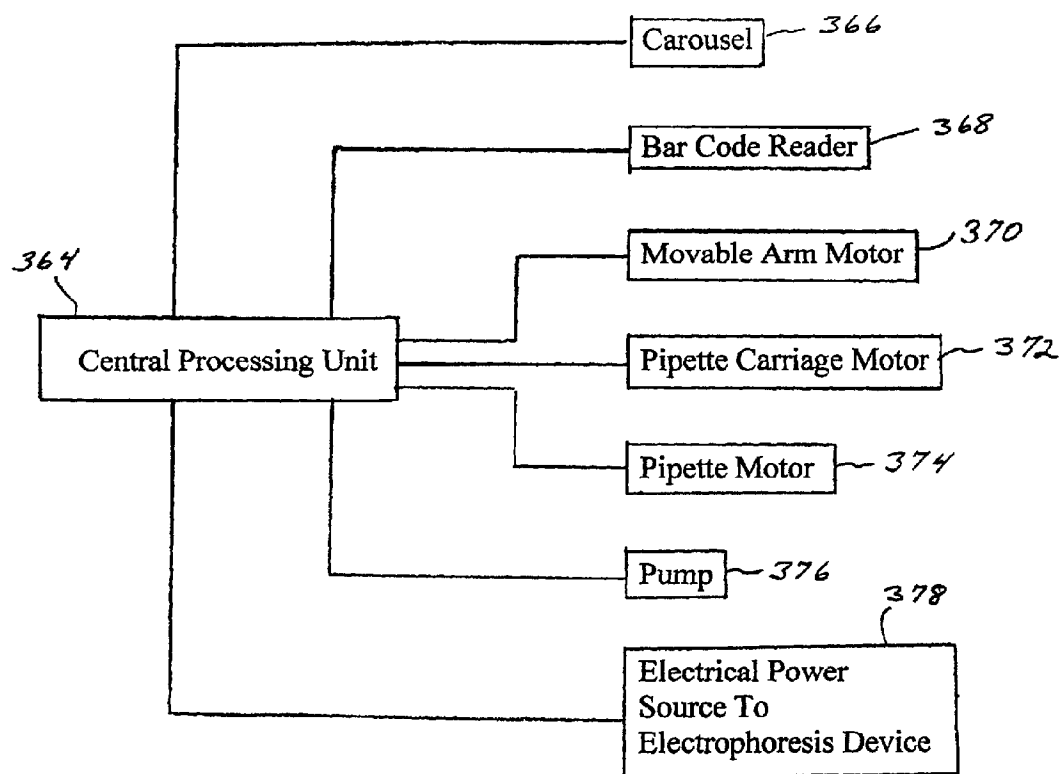 Carousel 366
Bar Code Reader 368
Movable Arm Motor 370
364
Central Processing Unit
Pipette Carriage Motor 372
Pipette Motor 374
Pump 376
378
Electrical Power
Source To
Electrophoresis Device